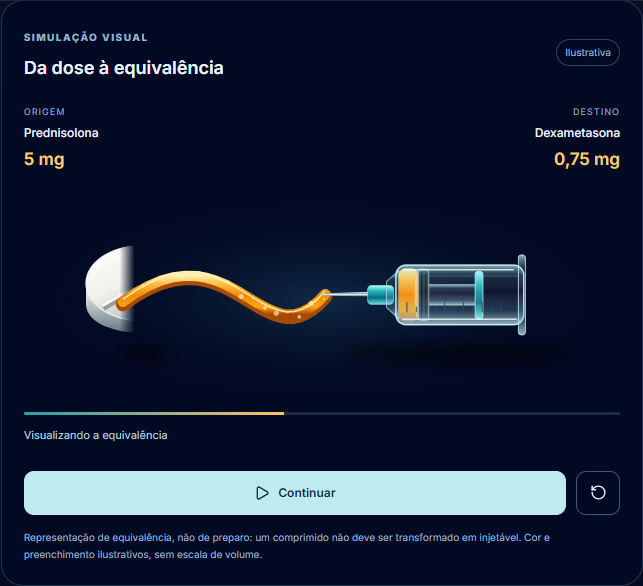 SIMULAÇÃO VISUAL
Da dose à equivalência
Ilustrativa
ORIGEM
Prednisolona
5 mg
DESTINO
Dexametasona
0,75 mg
Visualizando a equivalência
Continuar
Representação de equivalência, não de preparo: um comprimido não deve ser transformado em injetável. Cor e
preenchimento ilustrativos, sem escala de volume.